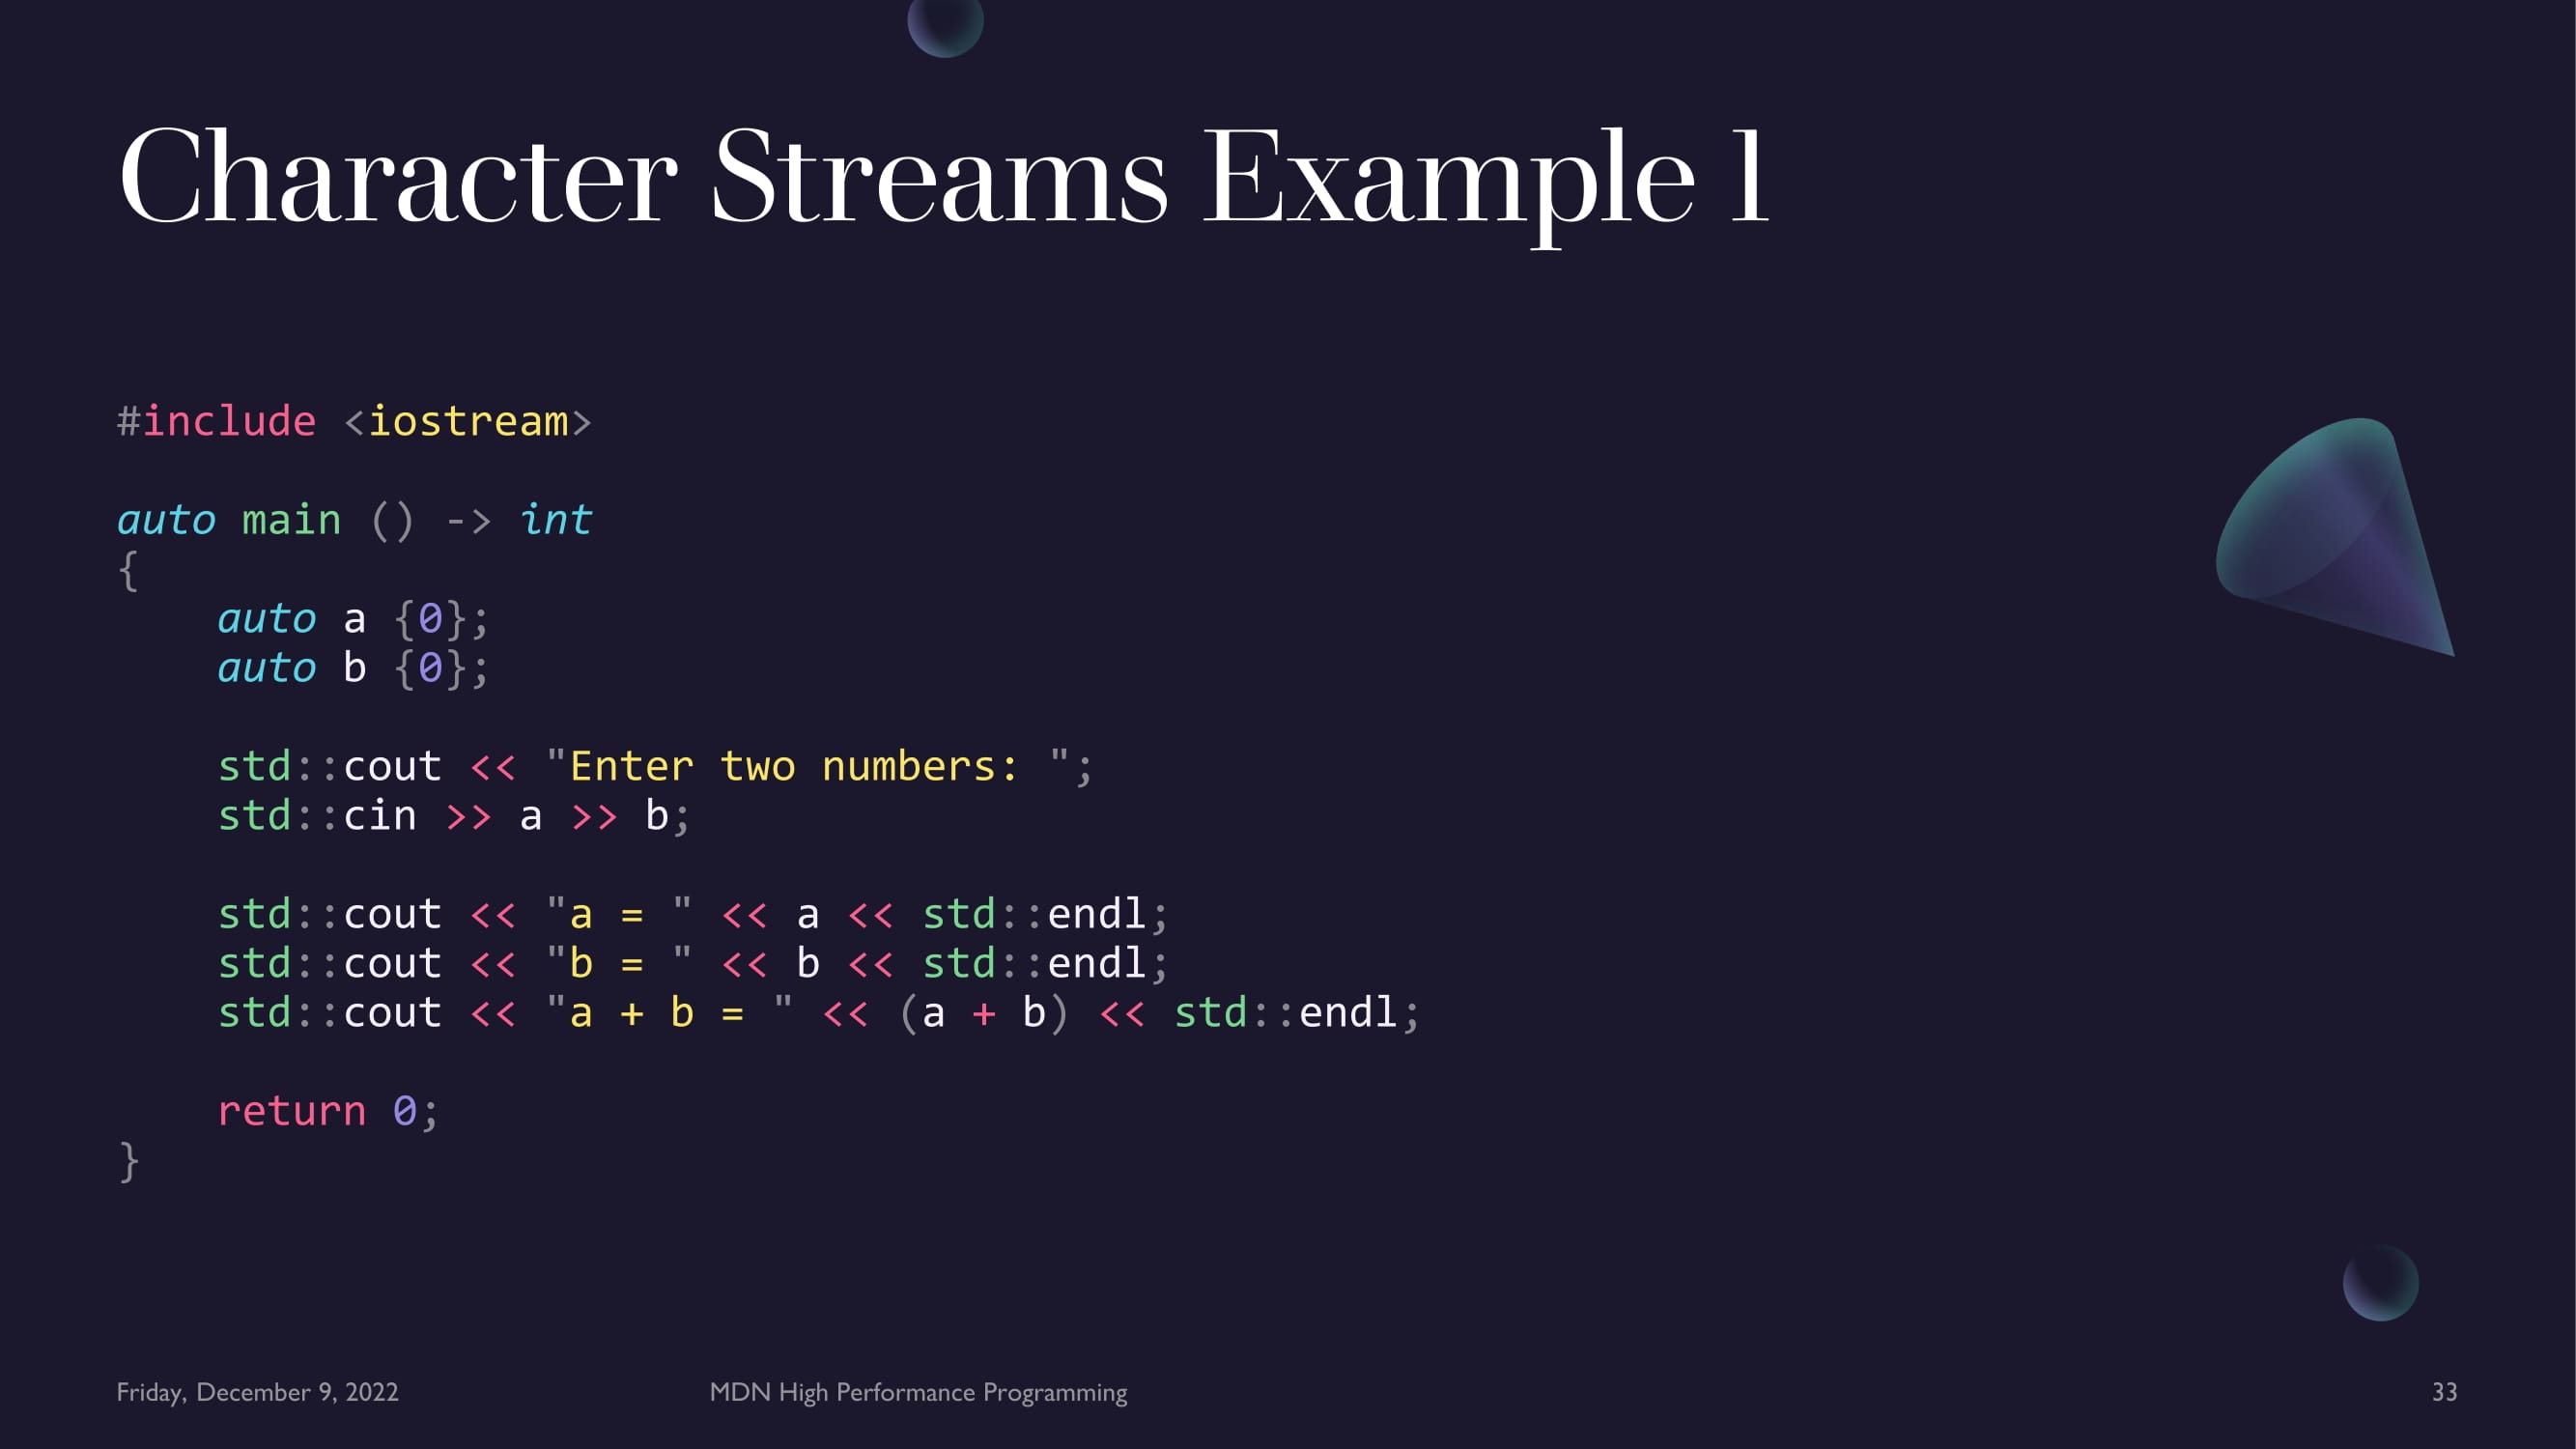 Character Streams Example 1
#include <iostream>
auto main () -> int
{
    auto a {0};
    auto b {0};
    std::cout << "Enter two numbers: ";
    std::cin >> a >> b;
    std::cout << "a = " << a << std::endl;
    std::cout << "b = " << b << std::endl;
    std::cout << "a + b = " << (a + b) << std::endl;
    return 0;
}
Friday, December 9, 2022
MDN High Performance Programming
33